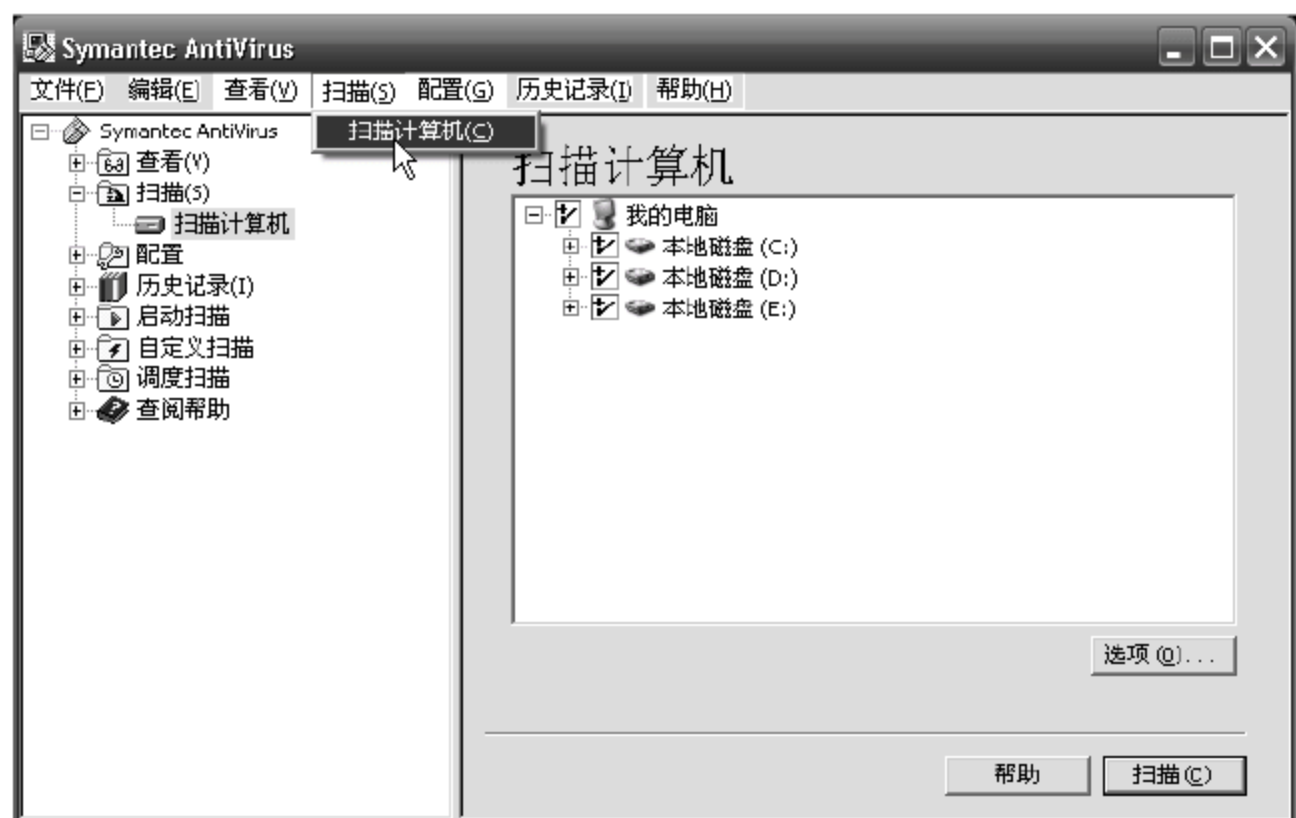 Symantec AntiVirus
文件(F) 编辑(E) 查看(V) 扫描(S) 配置(G) 历史记录(I) 帮助(H)
扫描计算机(C)
Symantec AntiVirus
查看(V)
扫描(S)
扫描计算机
配置
历史记录(I)
启动扫描
自定义扫描
调度扫描
查阅帮助
扫描计算机
我的电脑
本地磁盘 (C:)
本地磁盘 (D:)
本地磁盘 (E:)
选项(O)...
帮助 扫描(C)